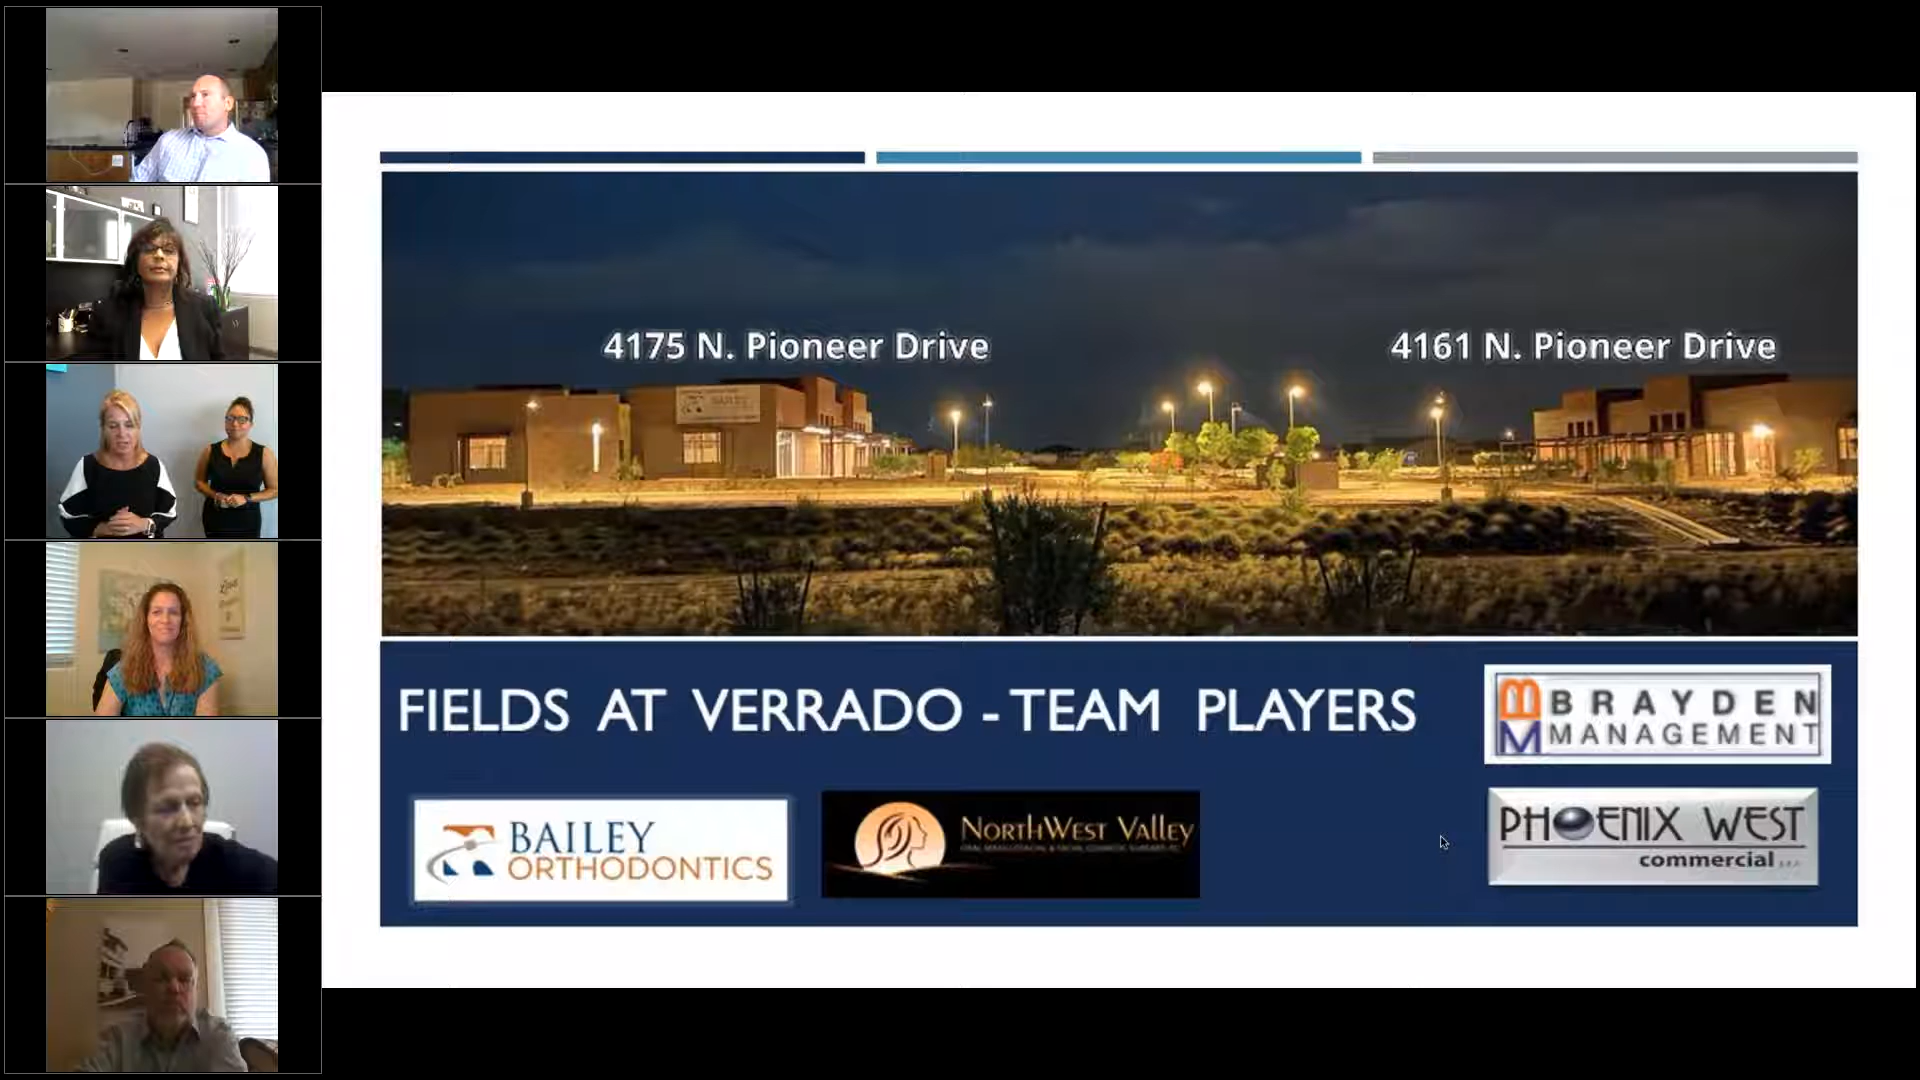 4175 N. Pioneer Drive
4161 N. Pioneer Drive
FIELDS AT VERRADO - TEAM PLAYERS
BM BRAYDEN
MANAGEMENT
BAILEY
ORTHODONTICS
NORTHWEST VALLEY
PHOENIX WEST
commercial